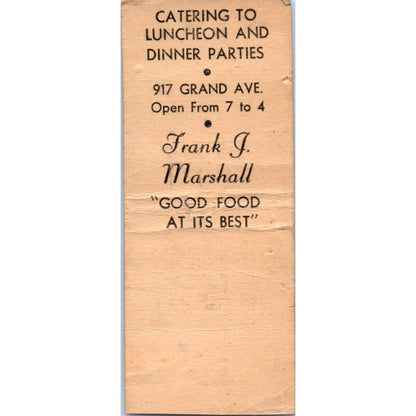 CATERING TO
LUNCHEON AND
DINNER PARTIES
•
917 GRAND AVE.
Open From 7 to 4
•
Frank J.
Marshall
"GOOD FOOD
AT ITS BEST"